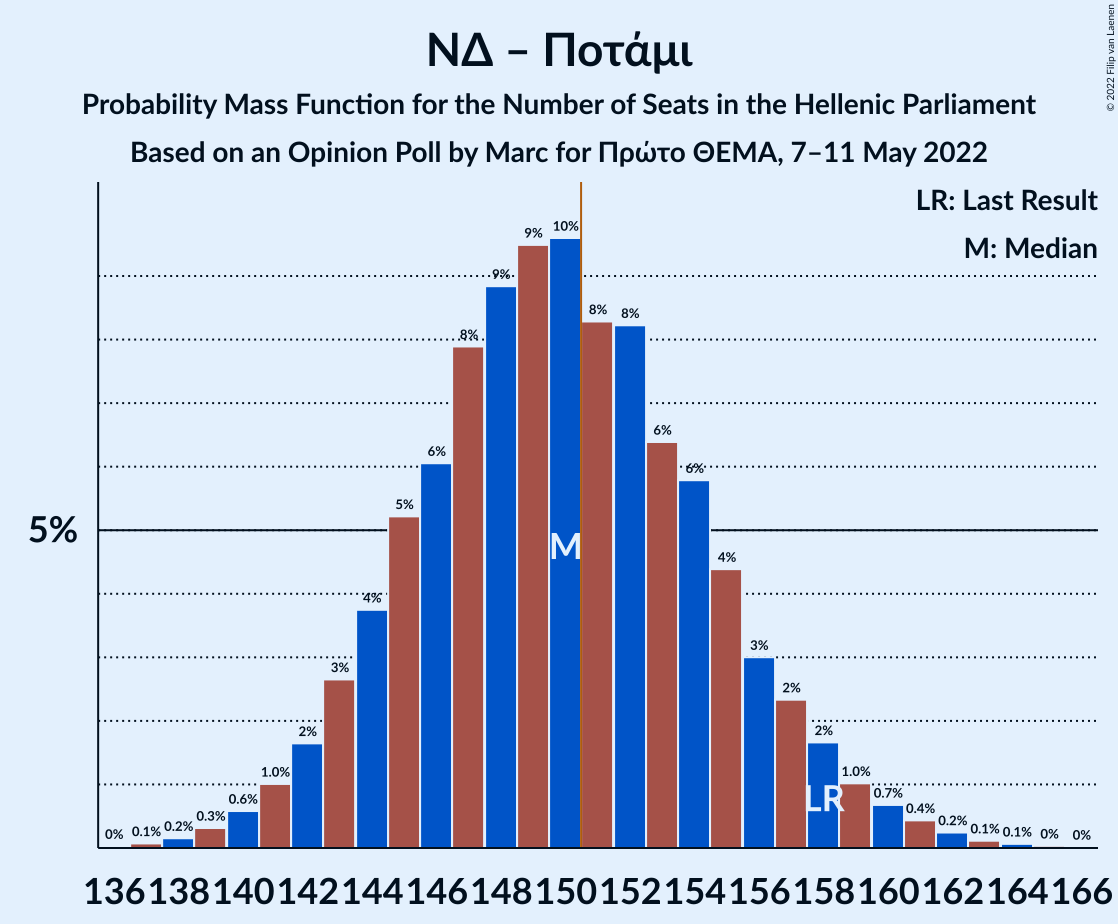 © 2022 Filip van Laenen
ΝΔ – Ποτάμι
Probability Mass Function for the Number of Seats in the Hellenic Parliament
Based on an Opinion Poll by Marc for Πρώτο ΘΕΜΑ, 7–11 May 2022
LR: Last Result
M: Median
5%
0% 0.1% 0.2% 0.3% 0.6% 1.0% 2% 3% 4% 5% 6% 8% 9% 9% 10% 8% 8% 6% 6% 4% 3% 2% 2% 1.0% 0.7% 0.4% 0.2% 0.1% 0.1% 0% 0%
M
LR
136 138 140 142 144 146 148 150 152 154 156 158 160 162 164 166